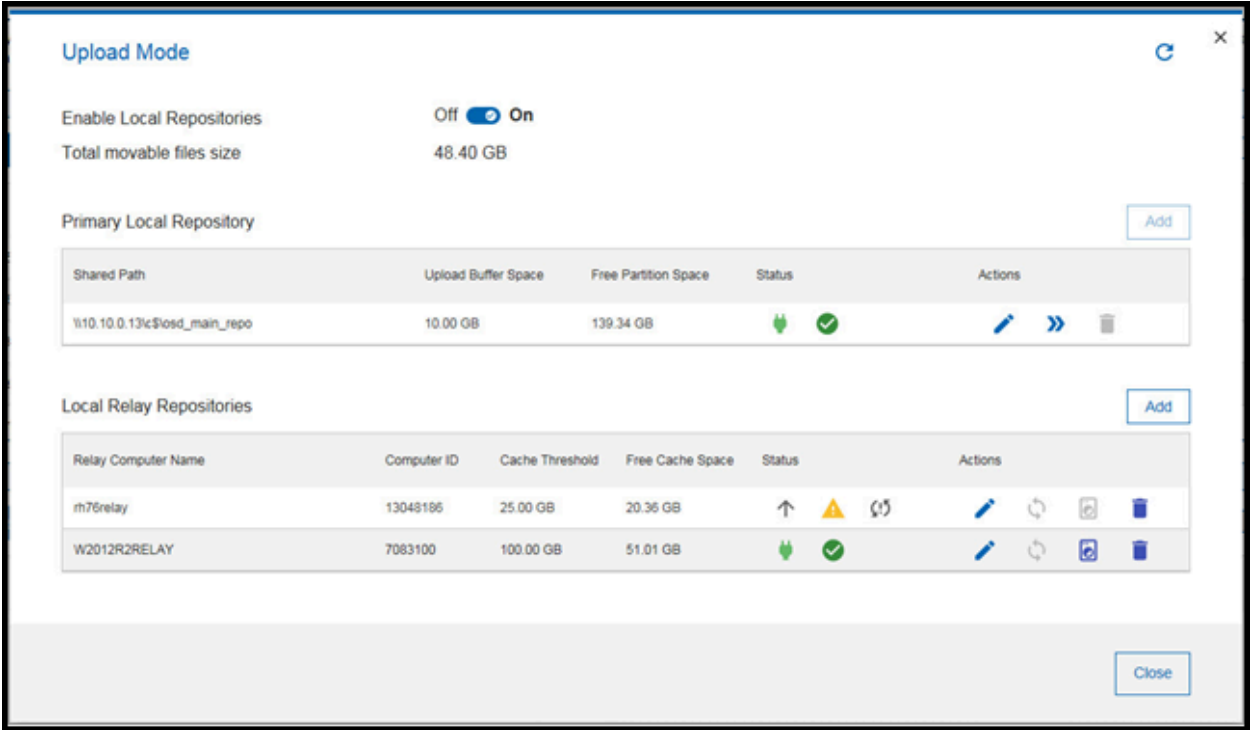 Upload Mode
Enable Local Repositories Off On
Total movable files size 48.40 GB
Primary Local Repository Add
Shared Path Upload Buffer Space Free Partition Space Status Actions
\\10.10.0.13\c$\osd_main_repo 10.00 GB 139.34 GB
Local Relay Repositories Add
Relay Computer Name Computer ID Cache Threshold Free Cache Space Status Actions
rh76relay 13048186 25.00 GB 20.36 GB
W2012R2RELAY 7083100 100.00 GB 51.01 GB
Close